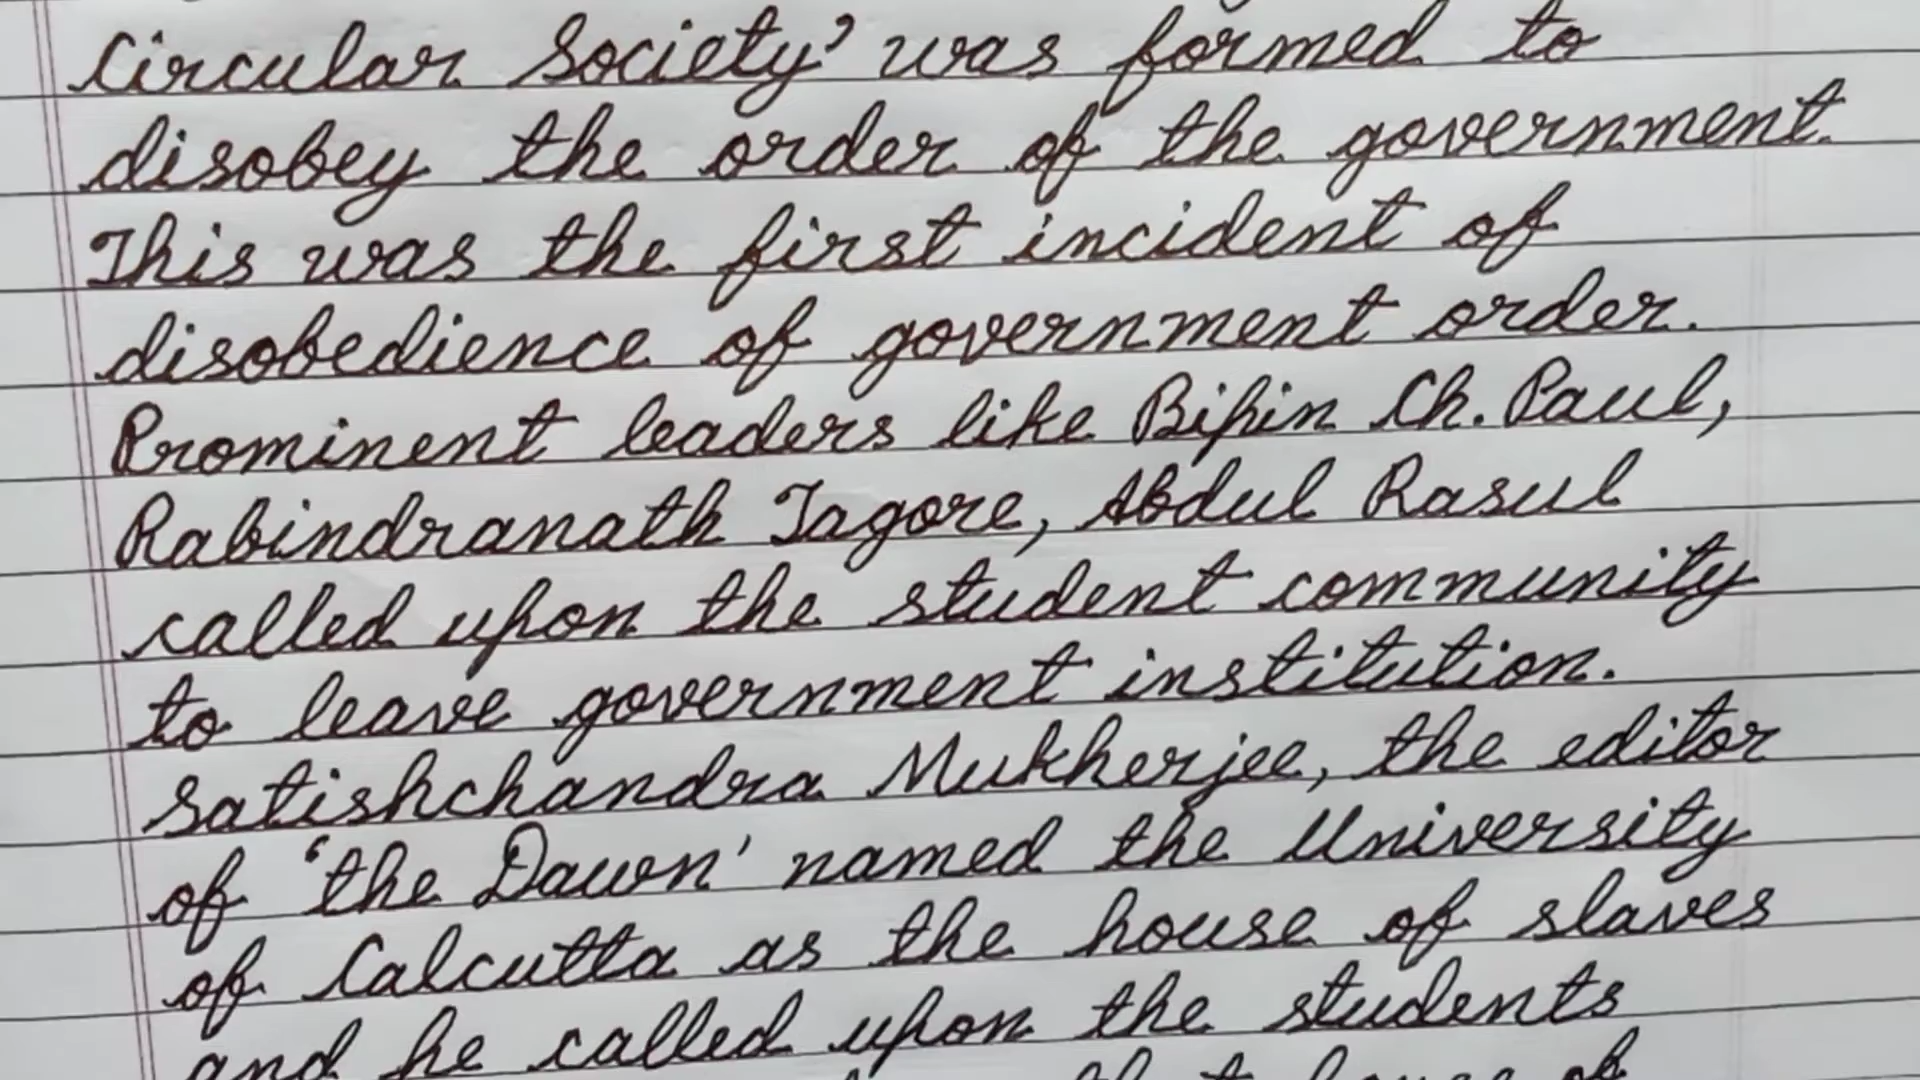 Circular Society' was formed to
disobey the order of the government.
This was the first incident of
disobedience of government order.
Prominent leaders like Bipin Ch. Paul,
Rabindranath Tagore, Abdul Rasul
called upon the student community
to leave government institution.
Satishchandra Mukherjee, the editor
of 'the Dawn' named the University
of Calcutta as the house of slaves
and he called upon the students
house of